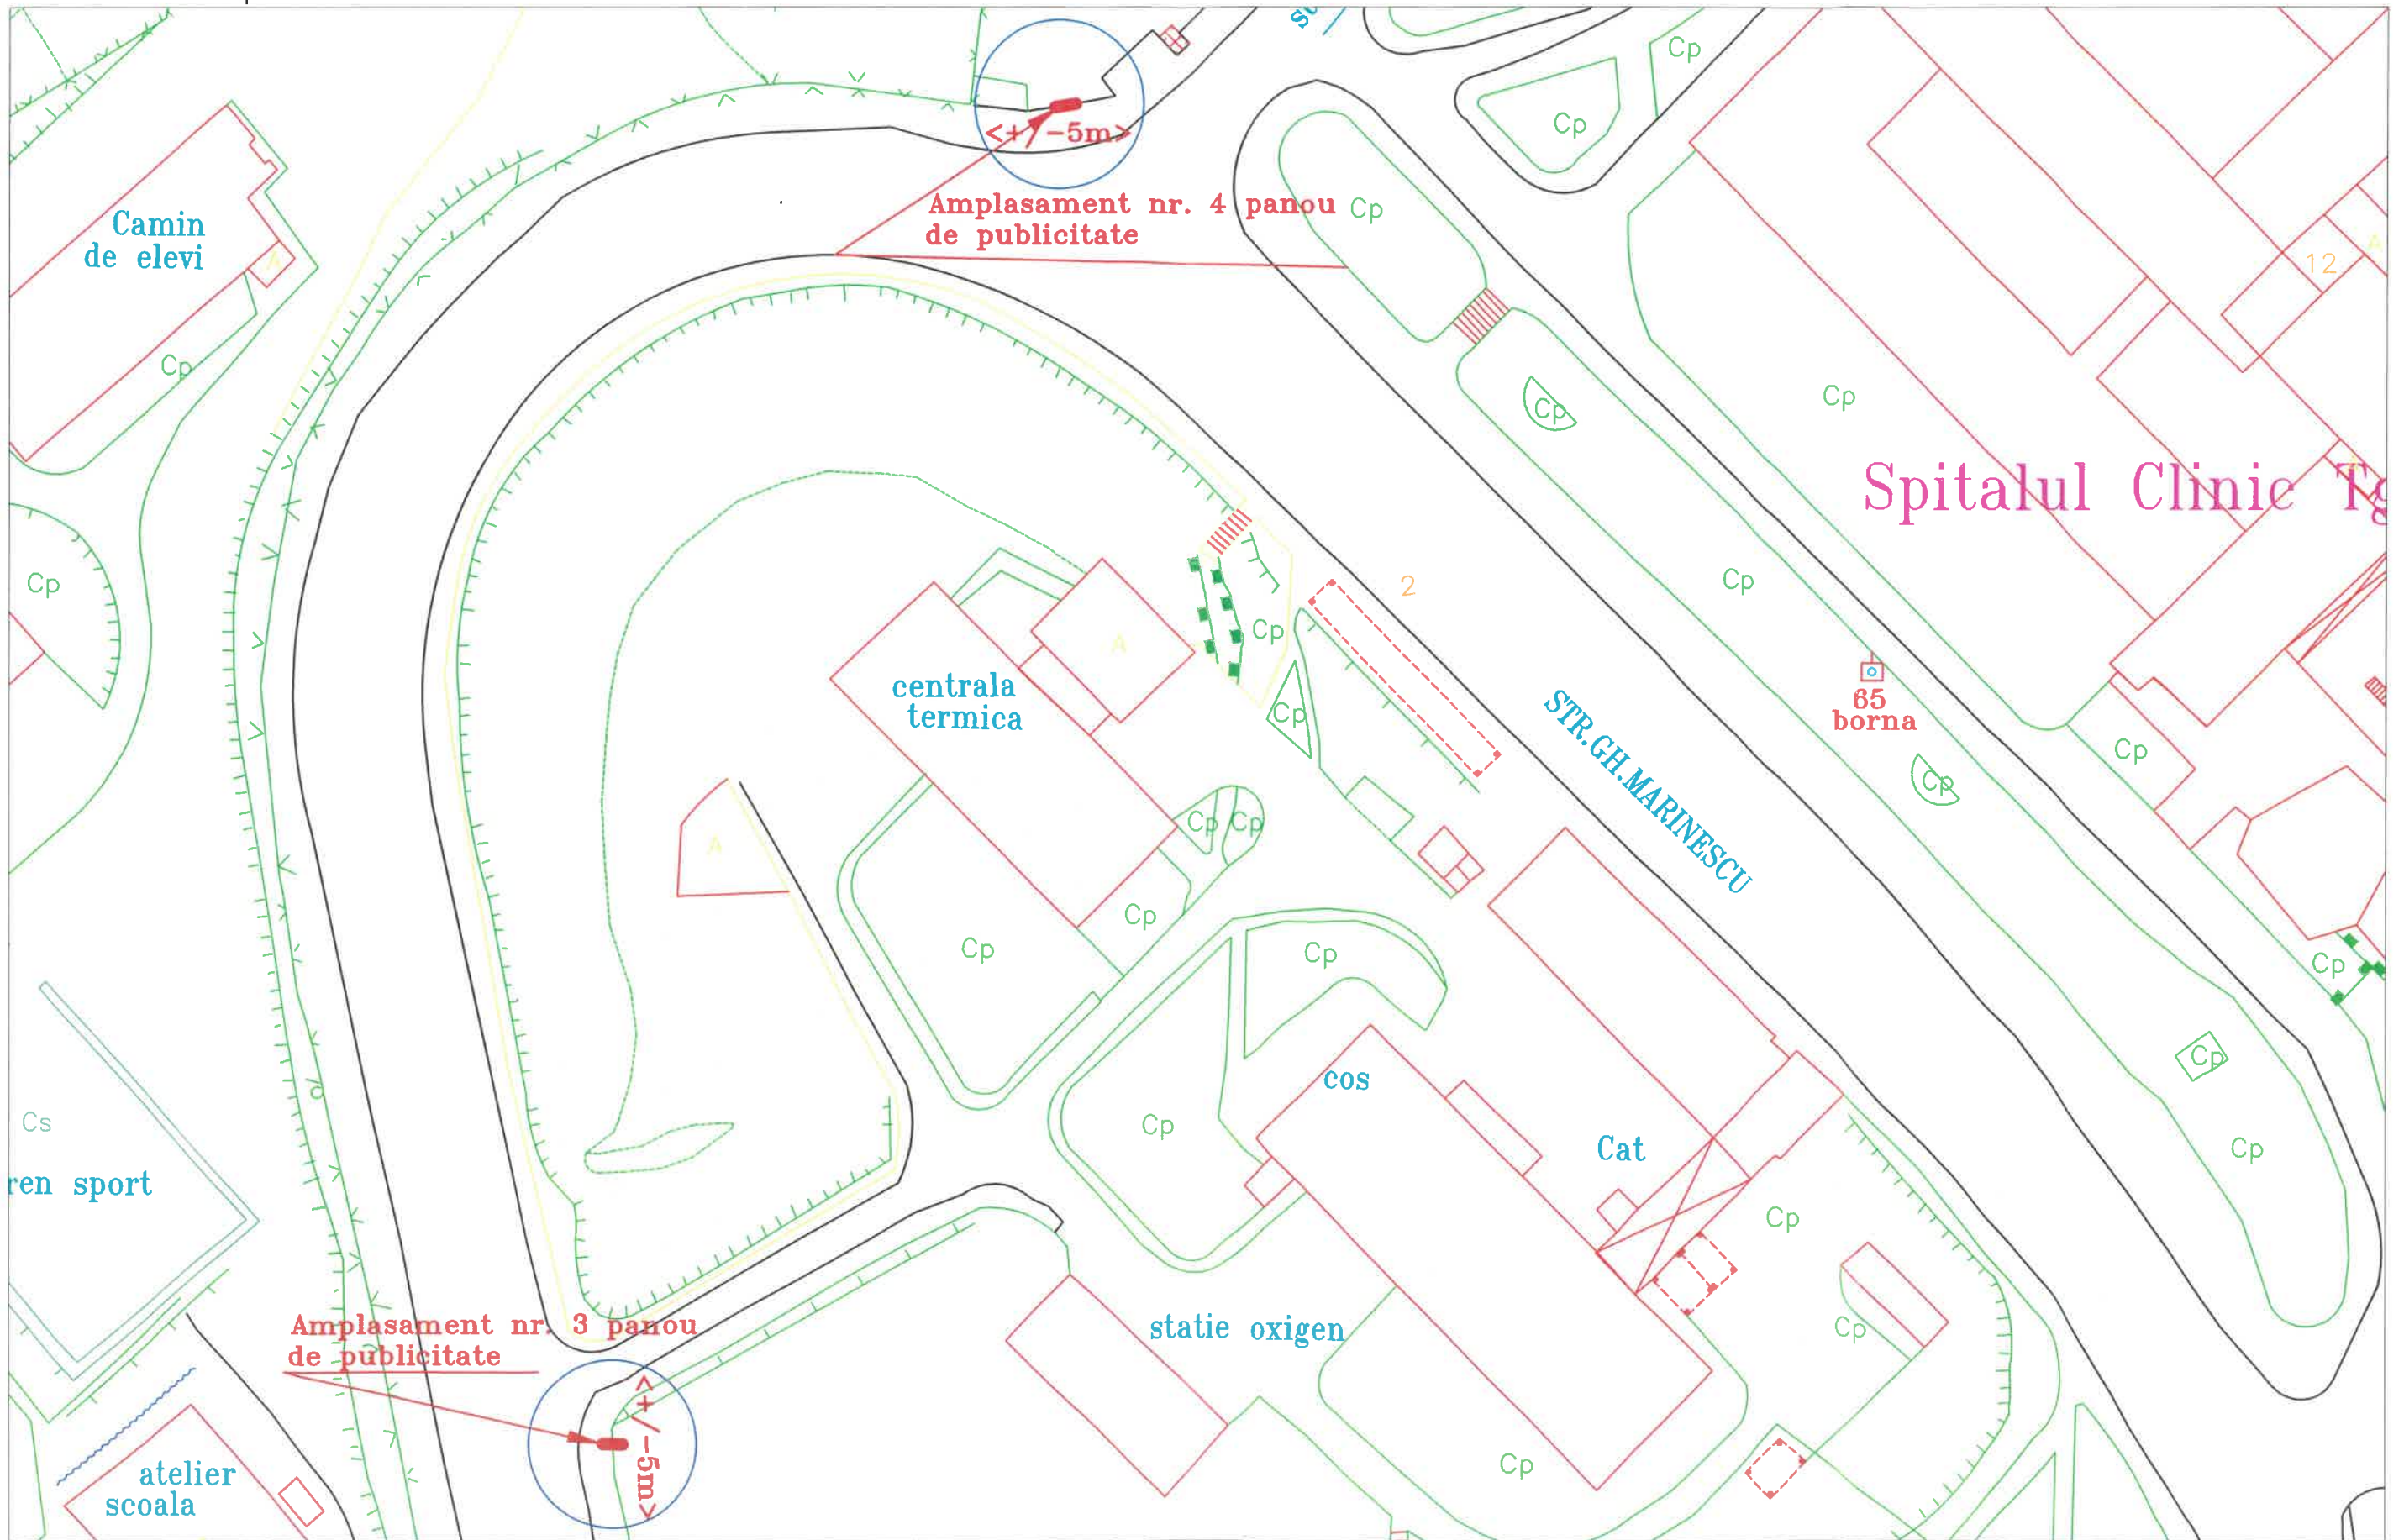 Cp
Cp
<+/-5m>
Amplasament nr. 4 panou
de publicitate
Cp
Camin
de elevi
A
12
A
Cp
Cp
Cp
Spitalul Clinic
Cp
2
Cp
Cp
A
centrala
termica
Cp
STR.GH.MARINESCU
65
borna
Cp
Cp
Cp
Cp
A
Cp
Cp
Cp
Cp
Cp
Cs
cos
Cp
Cat
Cp
ren sport
Cp
Cp
Amplasament nr. 3 panou
de publicitate
statie oxigen
Cp
<+/-5m>
Cp
atelier
scoala